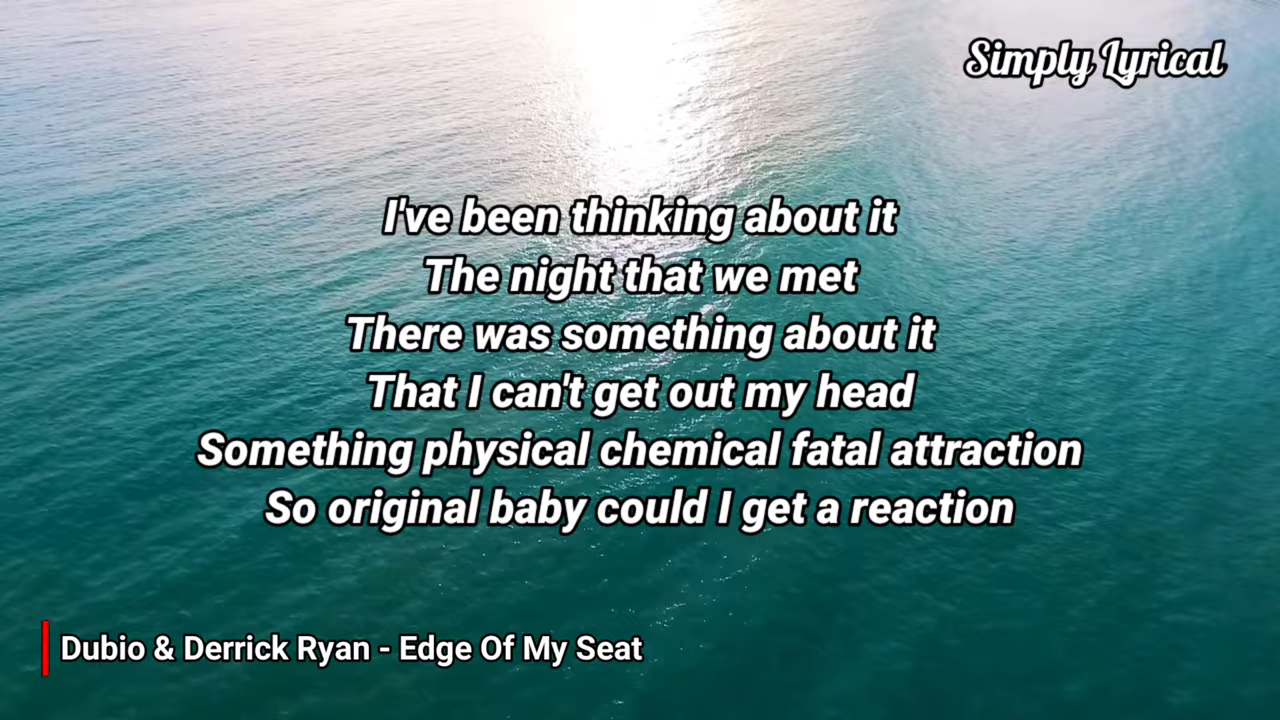 Simply Lyrical
I've been thinking about it
The night that we met
There was something about it
That I can't get out my head
Something physical chemical fatal attraction
So original baby could I get a reaction
Dubio & Derrick Ryan - Edge Of My Seat